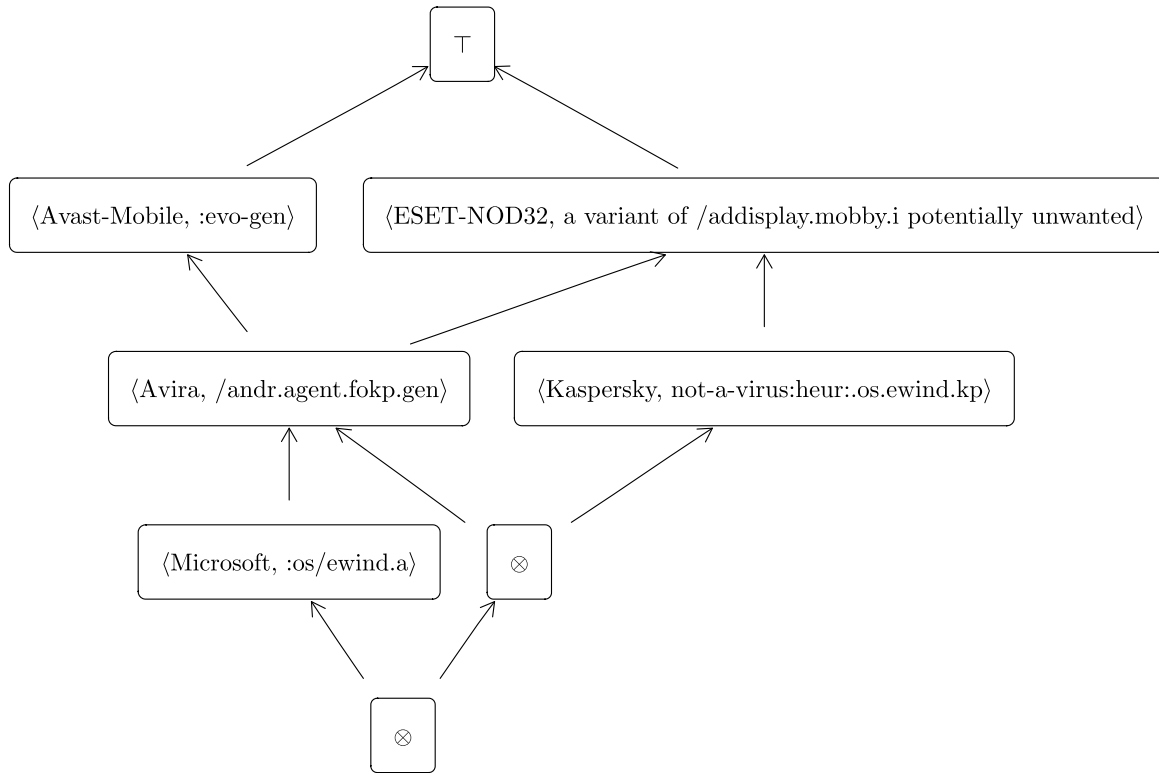 ⊤
⟨Avast-Mobile, :evo-gen⟩
⟨ESET-NOD32, a variant of /addisplay.mobby.i potentially unwanted⟩
⟨Avira, /andr.agent.fokp.gen⟩
⟨Kaspersky, not-a-virus:heur:.os.ewind.kp⟩
⟨Microsoft, :os/ewind.a⟩
⊗
⊗